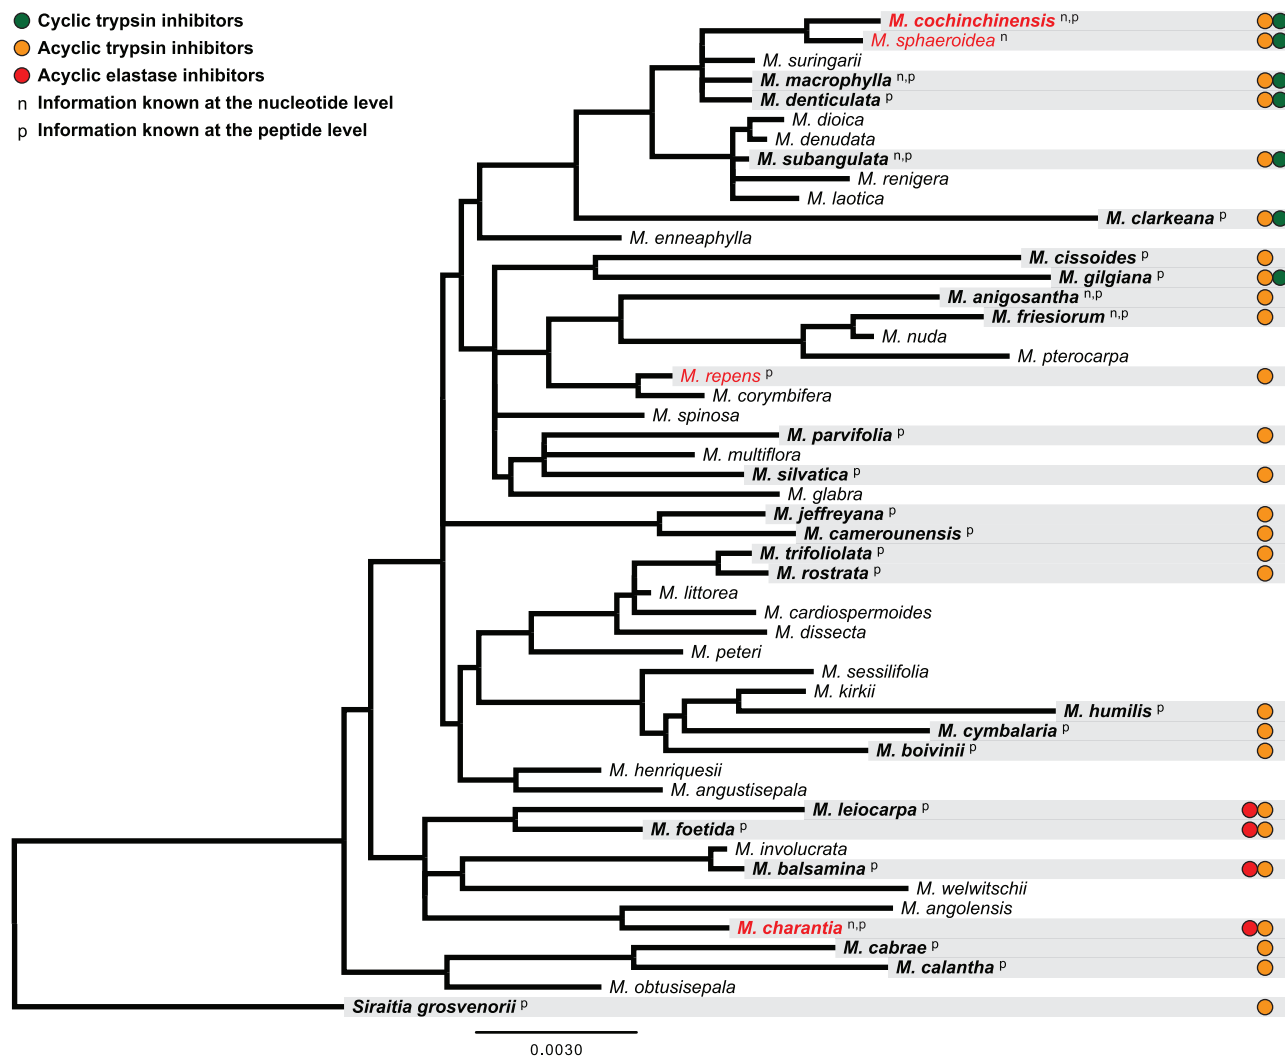 Cyclic trypsin inhibitors
Acyclic trypsin inhibitors
Acyclic elastase inhibitors
n Information known at the nucleotide level
p Information known at the peptide level
M. cochinchinensis n,p
M. sphaeroidea n
M. suringarii
M. macrophylla n,p
M. denticulata p
M. dioica
M. denudata
M. subangulata n,p
M. renigera
M. laotica
M. clarkeana p
M. enneaphylla
M. cissoides p
M. gilgiana p
M. anigosantha n,p
M. friesiorum n,p
M. nuda
M. pterocarpa
M. repens p
M. corymbifera
M. spinosa
M. parvifolia p
M. multiflora
M. silvatica p
M. glabra
M. jeffreyana p
M. camerounensis p
M. trifoliolata p
M. rostrata p
M. littorea
M. cardiospermoides
M. dissecta
M. peteri
M. sessilifolia
M. kirkii
M. humilis p
M. cymbalaria p
M. boivinii p
M. henriquesii
M. angustisepala
M. leiocarpa p
M. foetida p
M. involucrata
M. balsamina p
M. welwitschii
M. angolensis
M. charantia n,p
M. cabrae p
M. calantha p
M. obtusisepala
Siraitia grosvenorii p
0.0030